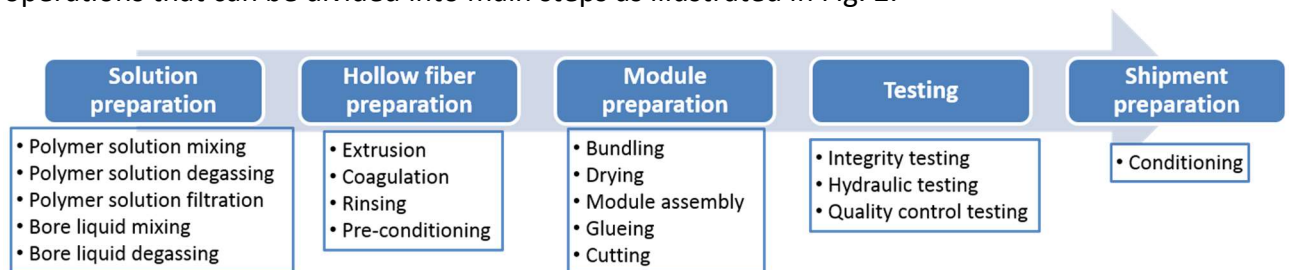 operations that can be divided into main steps as illustrated in Fig. 2.
Solution
preparation
• Polymer solution mixing
• Polymer solution degassing
• Polymer solution filtration
• Bore liquid mixing
• Bore liquid degassing
Hollow fiber
preparation
• Extrusion
• Coagulation
• Rinsing
• Pre-conditioning
Module
preparation
• Bundling
• Drying
• Module assembly
• Glueing
• Cutting
Testing
• Integrity testing
• Hydraulic testing
• Quality control testing
Shipment
preparation
• Conditioning